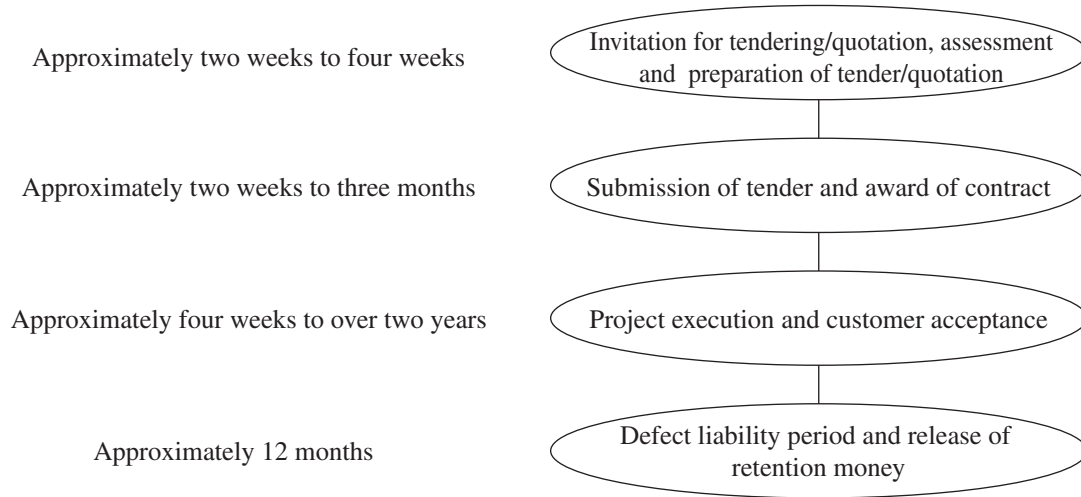 Approximately two weeks to four weeks
Invitation for tendering/quotation, assessment
and preparation of tender/quotation
Approximately two weeks to three months
Submission of tender and award of contract
Approximately four weeks to over two years
Project execution and customer acceptance
Approximately 12 months
Defect liability period and release of
retention money